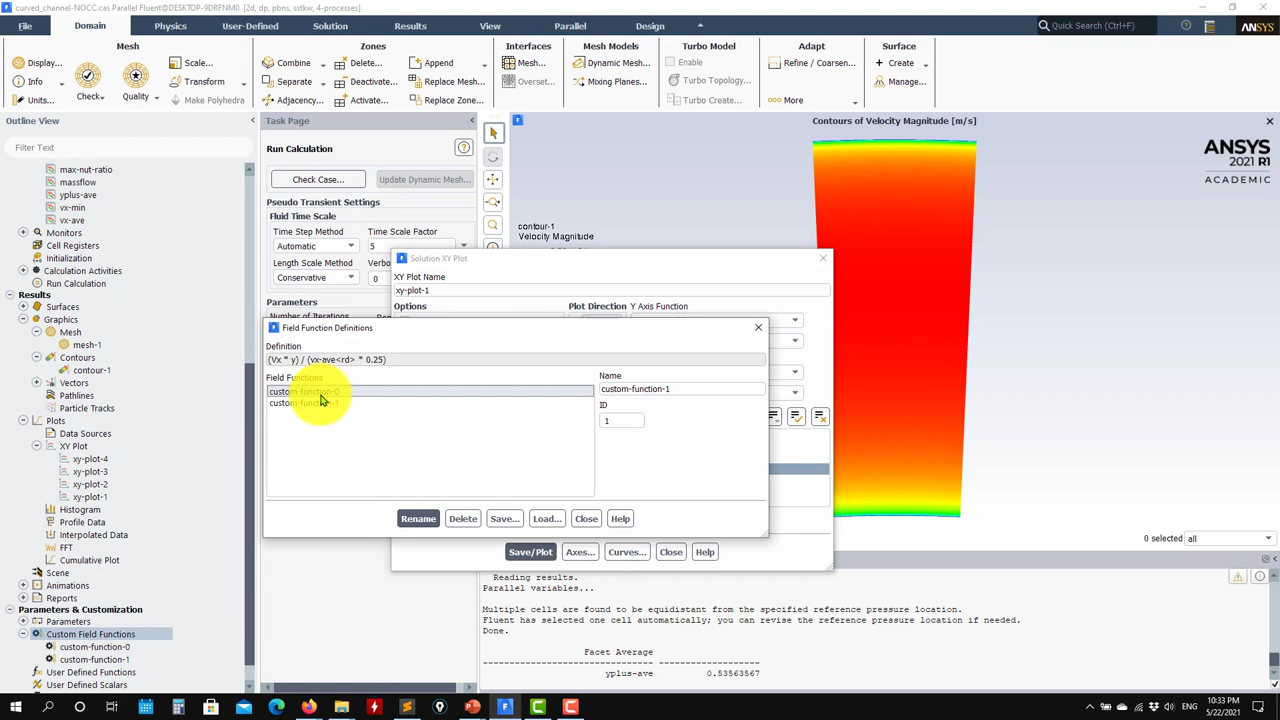 curved_channel-NOCC.cas Parallel Fluent@DESKTOP-9DRFNM0 [2d, dp, pbns, sstkw, 4-processes]
File
Domain
Physics
User-Defined
Solution
Results
View
Parallel
Design
Quick Search (Ctrl+F)
ANSYS
Mesh
Zones
Interfaces
Mesh Models
Turbo Model
Adapt
Surface
Display...
Scale...
Combine
Delete...
Append
Mesh...
Dynamic Mesh...
Enable
Refine / Coarsen...
Create
Info
Check
Quality
Transform
Separate
Deactivate...
Replace Mesh...
Overset...
Mixing Planes...
Turbo Topology...
Manage...
Units...
Make Polyhedra
Adjacency...
Activate...
Replace Zone...
Turbo Create...
More
Outline View
Filter Text
max-nut-ratio
massflow
yplus-ave
vx-min
vx-ave
Monitors
Cell Registers
Initialization
Calculation Activities
Run Calculation
Results
Surfaces
Graphics
Mesh
mesh-1
Contours
contour-1
Vectors
Pathlines
Particle Tracks
Plots
Data Sources
XY Plot
xy-plot-4
xy-plot-3
xy-plot-2
xy-plot-1
Histogram
Profile Data
Interpolated Data
FFT
Cumulative Plot
Scene
Animations
Reports
Parameters & Customization
Parameters
Custom Field Functions
custom-function-0
custom-function-1
User Defined Functions
User Defined Scalars
Task Page
Run Calculation
Check Case...
Update Dynamic Mesh...
Pseudo Transient Settings
Fluid Time Scale
Time Step Method
Time Scale Factor
Automatic
5
Length Scale Method
Conservative
0
Parameters
Solution XY Plot
XY Plot Name
xy-plot-1
Options
Plot Direction
Y Axis Function
Field Function Definitions
Definition
(Vx * y) / (vx-ave<rd> * 0.25)
Field Functions
custom-function-0
custom-function-1
Name
custom-function-1
ID
1
Rename
Delete
Save...
Load...
Close
Help
Save/Plot
Axes...
Curves...
Close
Help
Contours of Velocity Magnitude [m/s]
ANSYS
2021 R1
ACADEMIC
contour-1
Velocity Magnitude
0 selected
all
Reading results.
Parallel variables...
Multiple cells are found to be equidistant from the specified reference pressure location.
Fluent has selected one cell automatically; you can revise the reference pressure location if needed.
Done.
Facet Average
yplus-ave 0.53563567
10:33 PM
5/22/2021